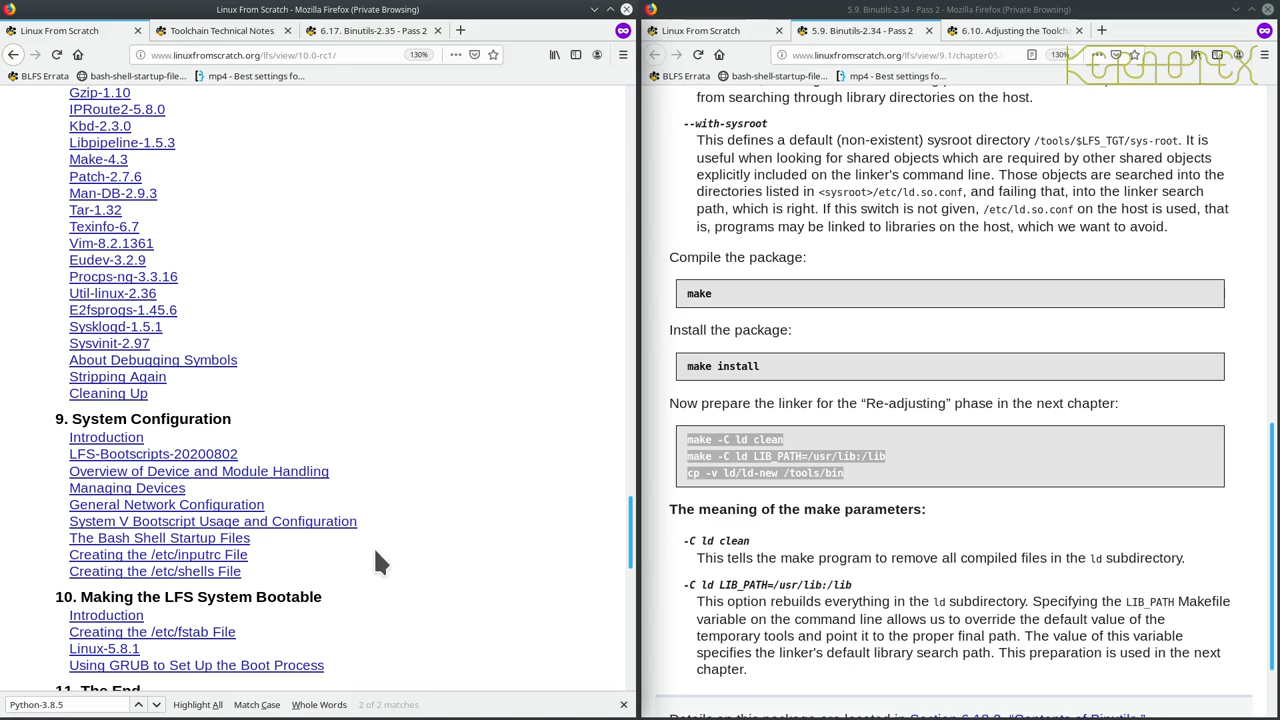 Linux From Scratch - Mozilla Firefox (Private Browsing)
Linux From Scratch
Toolchain Technical Notes
6.17. Binutils-2.35 - Pass 2
www.linuxfromscratch.org/lfs/view/10.0-rc1/
130%
BLFS Errata
bash-shell-startup-file...
mp4 - Best settings fo...
Gzip-1.10
IPRoute2-5.8.0
Kbd-2.3.0
Libpipeline-1.5.3
Make-4.3
Patch-2.7.6
Man-DB-2.9.3
Tar-1.32
Texinfo-6.7
Vim-8.2.1361
Eudev-3.2.9
Procps-ng-3.3.16
Util-linux-2.36
E2fsprogs-1.45.6
Sysklogd-1.5.1
Sysvinit-2.97
About Debugging Symbols
Stripping Again
Cleaning Up
9. System Configuration
Introduction
LFS-Bootscripts-20200802
Overview of Device and Module Handling
Managing Devices
General Network Configuration
System V Bootscript Usage and Configuration
The Bash Shell Startup Files
Creating the /etc/inputrc File
Creating the /etc/shells File
10. Making the LFS System Bootable
Introduction
Creating the /etc/fstab File
Linux-5.8.1
Using GRUB to Set Up the Boot Process
11. The End
Python-3.8.5
Highlight All
Match Case
Whole Words
2 of 2 matches
5.9. Binutils-2.34 - Pass 2 - Mozilla Firefox (Private Browsing)
Linux From Scratch
5.9. Binutils-2.34 - Pass 2
6.10. Adjusting the Toolch
www.linuxfromscratch.org/lfs/view/9.1/chapter05/
130%
BLFS Errata
bash-shell-startup-file...
mp4 - Best settings fo...
from searching through library directories on the host.
--with-sysroot
This defines a default (non-existent) sysroot directory /tools/$LFS_TGT/sys-root. It is
useful when looking for shared objects which are required by other shared objects
explicitly included on the linker's command line. Those objects are searched into the
directories listed in <sysroot>/etc/ld.so.conf, and failing that, into the linker search
path, which is right. If this switch is not given, /etc/ld.so.conf on the host is used, that
is, programs may be linked to libraries on the host, which we want to avoid.
Compile the package:
make
Install the package:
make install
Now prepare the linker for the “Re-adjusting” phase in the next chapter:
make -C ld clean
make -C ld LIB_PATH=/usr/lib:/lib
cp -v ld/ld-new /tools/bin
The meaning of the make parameters:
-C ld clean
This tells the make program to remove all compiled files in the ld subdirectory.
-C ld LIB_PATH=/usr/lib:/lib
This option rebuilds everything in the ld subdirectory. Specifying the LIB_PATH Makefile
variable on the command line allows us to override the default value of the
temporary tools and point it to the proper final path. The value of this variable
specifies the linker's default library search path. This preparation is used in the next
chapter.
Details on this package are located in Section 6.18.2, “Contents of Binutils.”